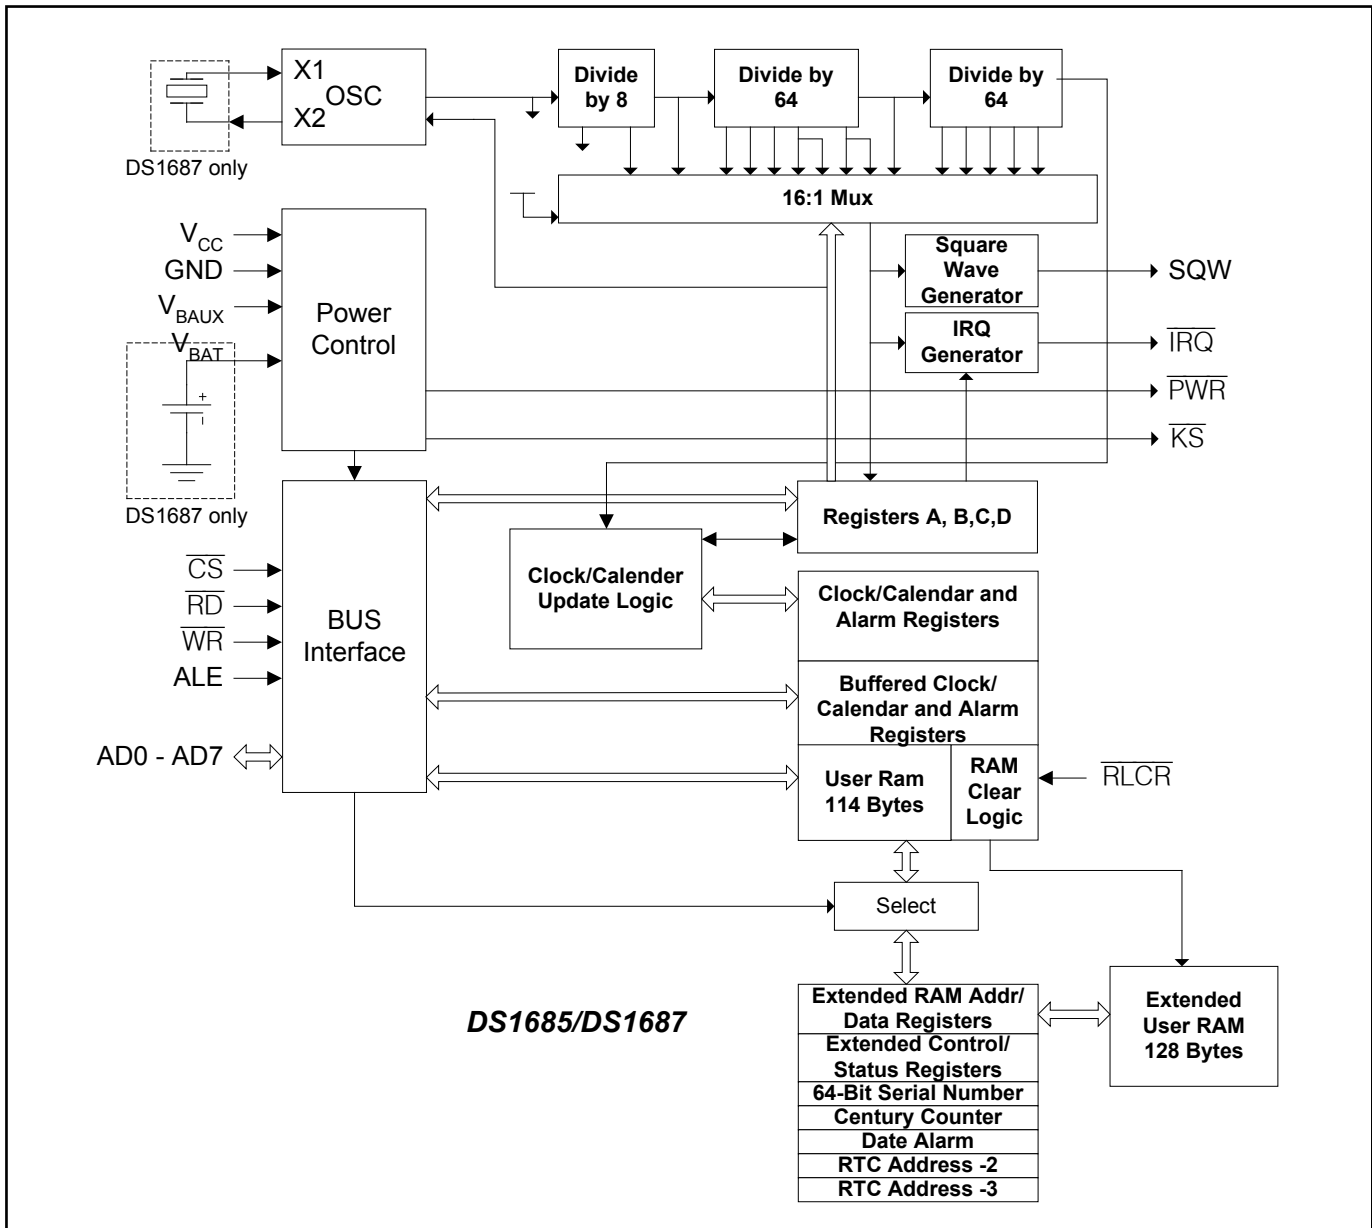 X1
OSC
X2
DS1687 only
Divide
by 8
Divide by
64
Divide by
64
16:1 Mux
VCC
GND
VBAUX
VBAT
+
DS1687 only
Power
Control
Square
Wave
Generator
IRQ
Generator
SQW
IRQ
PWR
KS
CS
RD
WR
ALE
AD0 - AD7
BUS
Interface
Clock/Calender
Update Logic
Registers A, B,C,D
Clock/Calendar and
Alarm Registers
Buffered Clock/
Calendar and Alarm
Registers
User Ram
114 Bytes
RAM
Clear
Logic
RLCR
Select
DS1685/DS1687
Extended RAM Addr/
Data Registers
Extended Control/
Status Registers
64-Bit Serial Number
Century Counter
Date Alarm
RTC Address -2
RTC Address -3
Extended
User RAM
128 Bytes